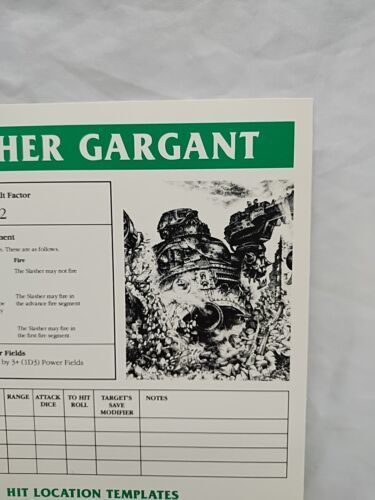 HER GARGANT
lt Factor
2
ment
s. These are as follows.
Fire
The Slasher may not fire
The Slasher may fire in
the advance fire segment
The Slasher may fire in
the first fire segment.
r Fields
by 3+ (1D3) Power Fields
RANGE ATTACK DICE TO HIT ROLL TARGET'S SAVE MODIFIER NOTES
HIT LOCATION TEMPLATES